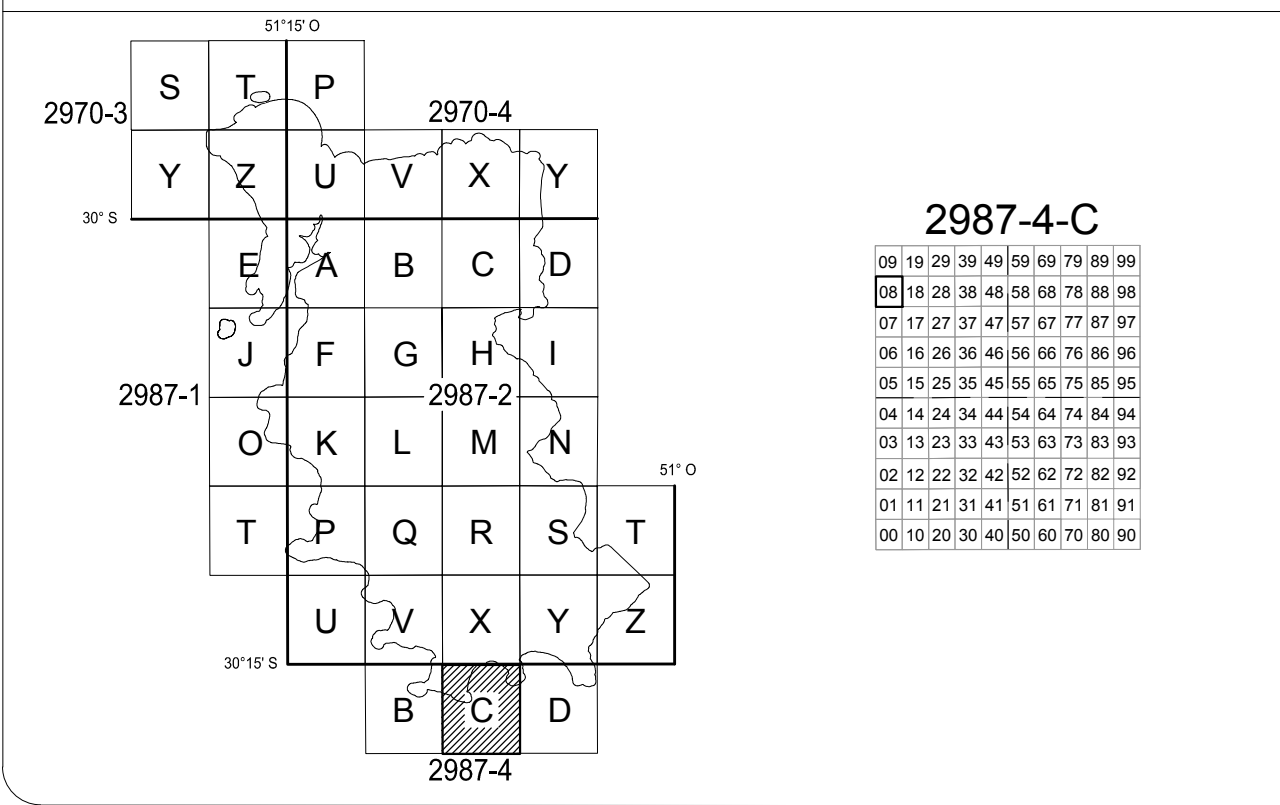 51°15' O
S T P
2970-3 2970-4
Y Z U V X Y
30° S
E A B C D
J F G H I
2987-1 2987-2
O K L M N
51° O
T P Q R S T
U V X Y Z
30°15' S
B C D
2987-4
2987-4-C
09 19 29 39 49 59 69 79 89 99
08 18 28 38 48 58 68 78 88 98
07 17 27 37 47 57 67 77 87 97
06 16 26 36 46 56 66 76 86 96
05 15 25 35 45 55 65 75 85 95
04 14 24 34 44 54 64 74 84 94
03 13 23 33 43 53 63 73 83 93
02 12 22 32 42 52 62 72 82 92
01 11 21 31 41 51 61 71 81 91
00 10 20 30 40 50 60 70 80 90